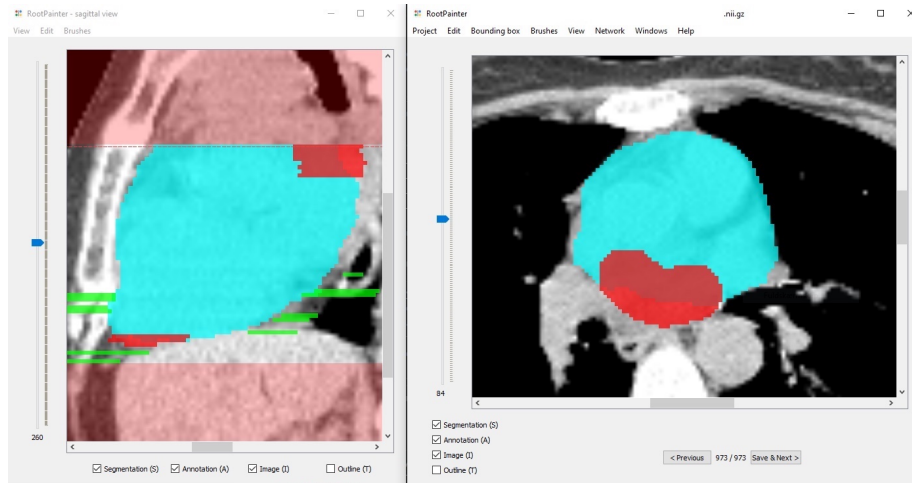 RootPainter - sagittal view
View Edit Brushes
260
Segmentation (S) Annotation (A) Image (I) Outline (T)
RootPainter .nii.gz
Project Edit Bounding box Brushes View Network Windows Help
84
Segmentation (S)
Annotation (A)
Image (I)
Outline (T)
< Previous 973 / 973 Save & Next >